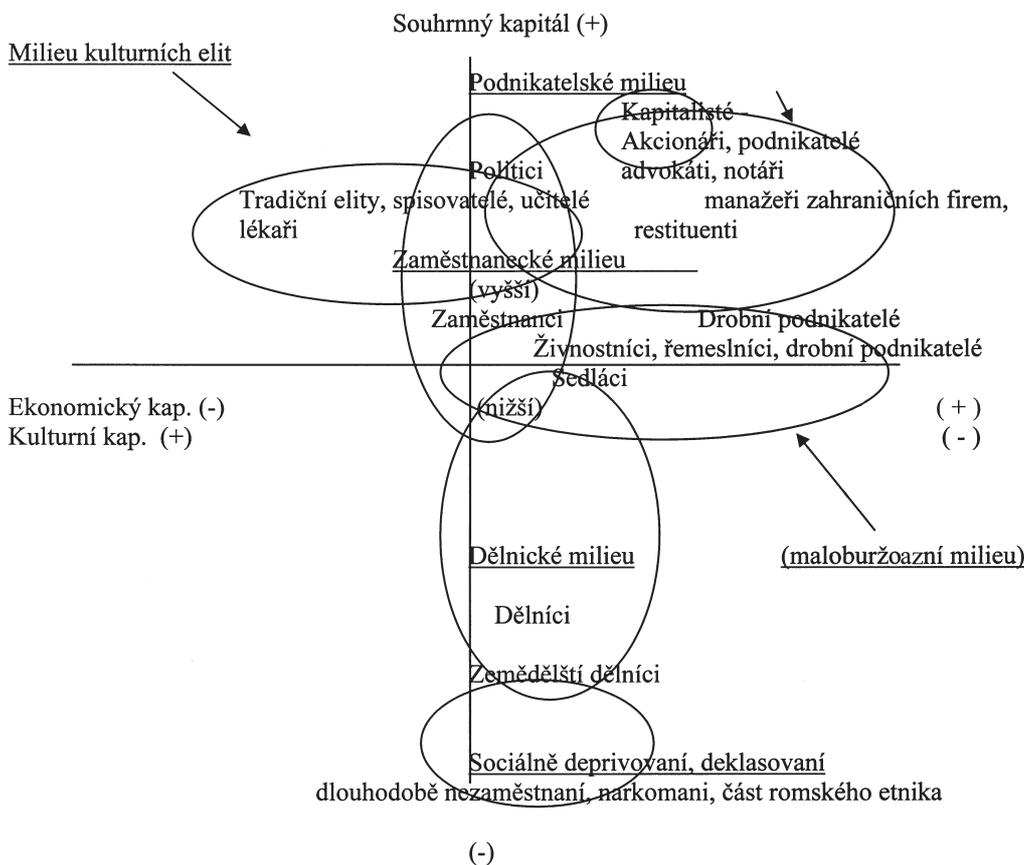 Souhrnný kapitál (+)
Milieu kulturních elit
Podnikatelské milieu
Kapitalisté -
Akcionáři, podnikatelé
Politici advokáti, notáři
Tradiční elity, spisovatelé, učitelé manažeři zahraničních firem,
lékaři restituenti
Zaměstnanecké milieu
(vyšší)
Zaměstnanci Drobní podnikatelé
Živnostníci, řemeslníci, drobní podnikatelé
Sedláci
Ekonomický kap. (-) (nižší) ( + )
Kulturní kap. (+) ( - )
Dělnické milieu (maloburžoazní milieu)
Dělníci
Zemědělští dělníci
Sociálně deprivovaní, deklasovaní
dlouhodobě nezaměstnaní, narkomani, část romského etnika
(-)